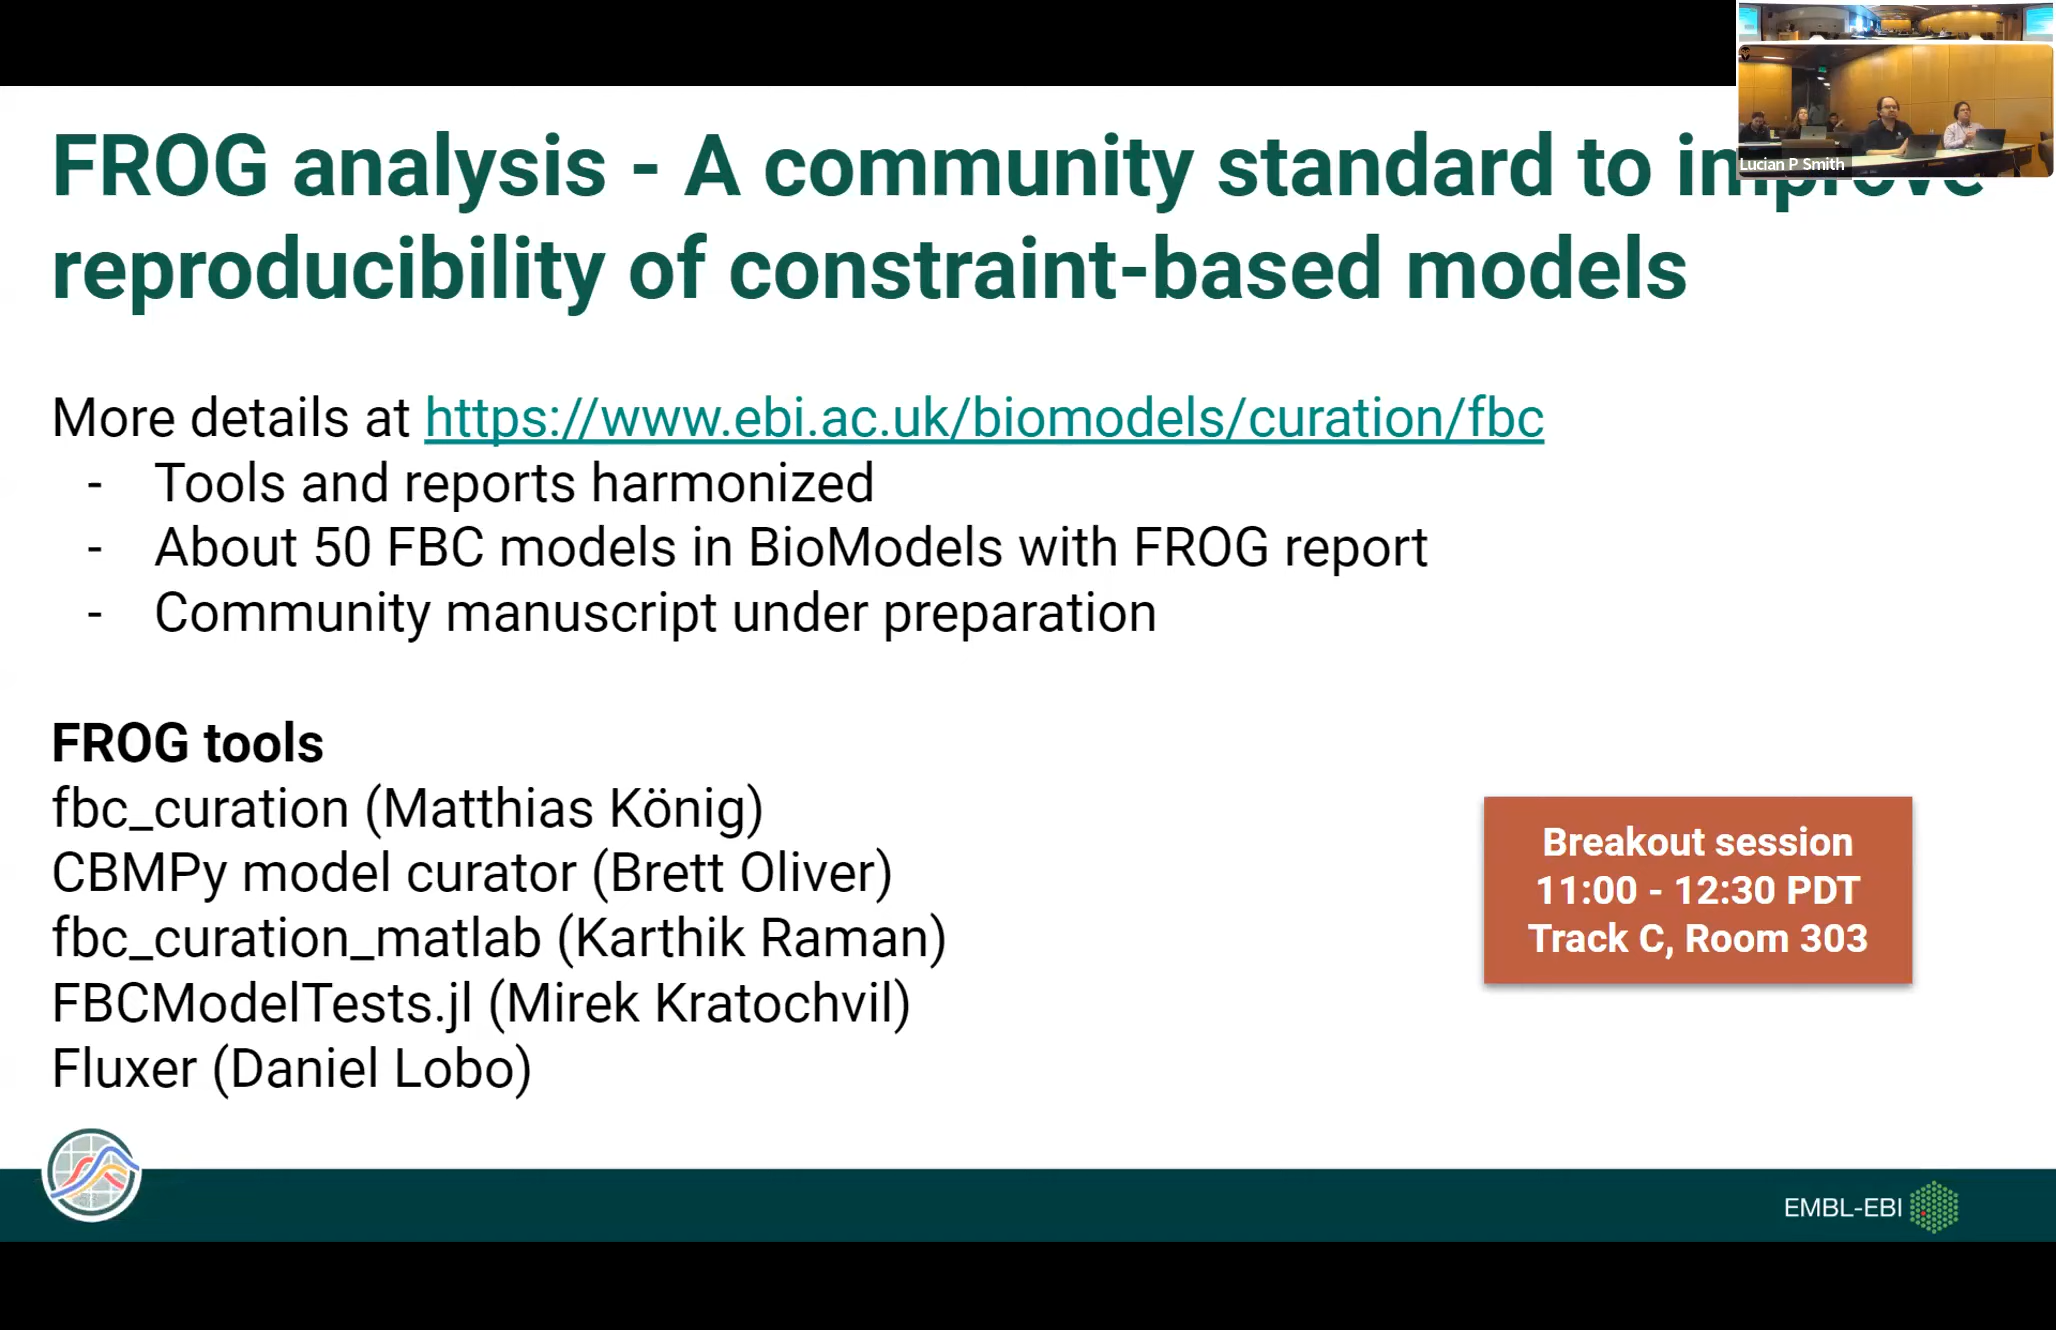 FROG analysis - A community standard to improve
reproducibility of constraint-based models
Lucian P Smith
More details at https://www.ebi.ac.uk/biomodels/curation/fbc
- Tools and reports harmonized
- About 50 FBC models in BioModels with FROG report
- Community manuscript under preparation
FROG tools
fbc_curation (Matthias König)
CBMPy model curator (Brett Oliver)
fbc_curation_matlab (Karthik Raman)
FBCModelTests.jl (Mirek Kratochvil)
Fluxer (Daniel Lobo)
Breakout session
11:00 - 12:30 PDT
Track C, Room 303
EMBL-EBI